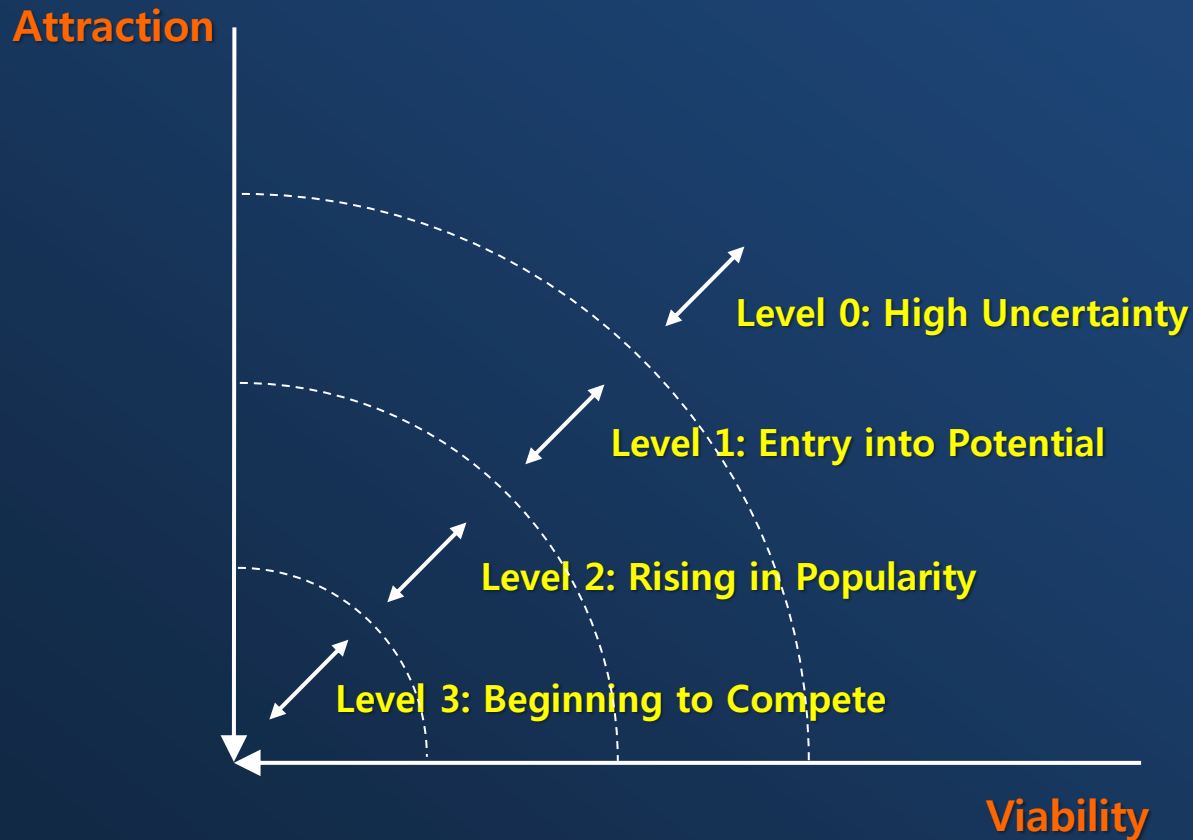 Attraction
Level 0: High Uncertainty
Level 1: Entry into Potential
Level 2: Rising in Popularity
Level 3: Beginning to Compete
Viability